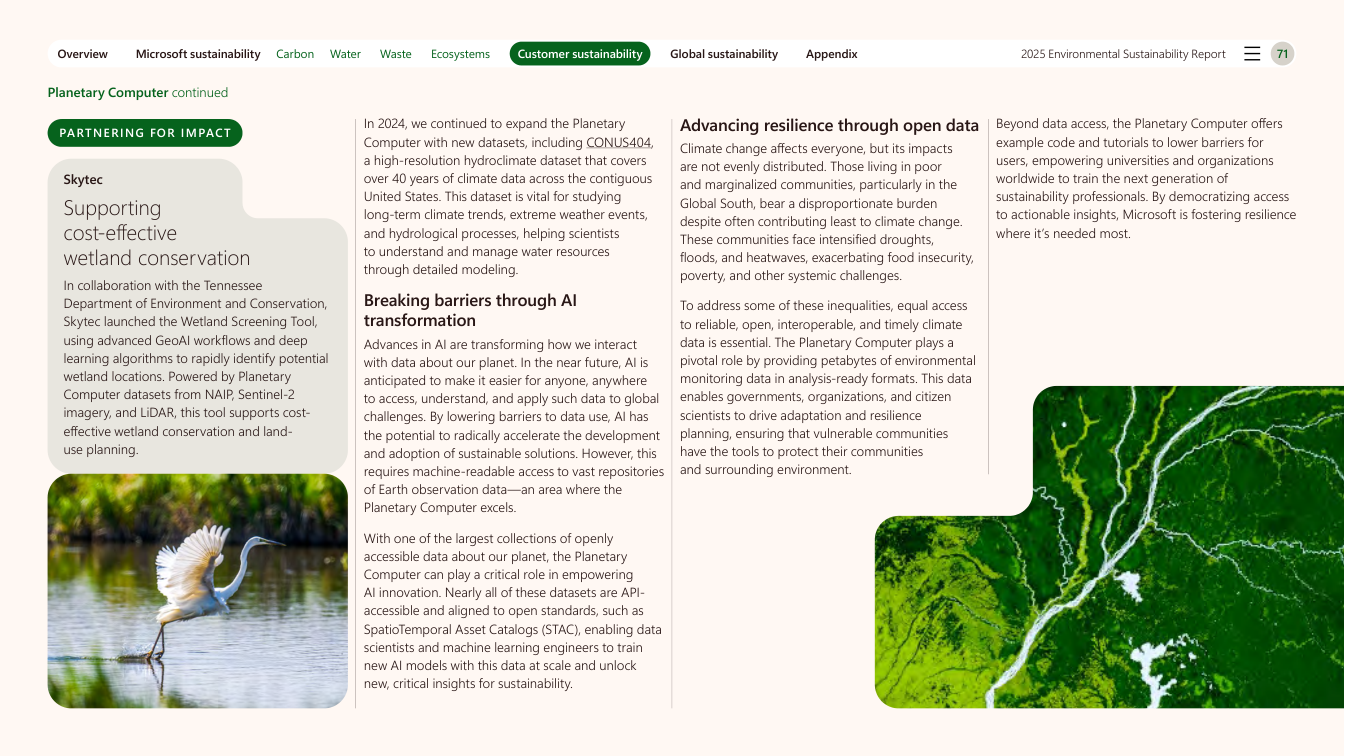 Overview Microsoft sustainability Carbon Water Waste Ecosystems Customer sustainability Global sustainability Appendix 2025 Environmental Sustainability Report 71
Planetary Computer continued
PARTNERING FOR IMPACT
Skytec
Supporting
cost-effective
wetland conservation
In collaboration with the Tennessee
Department of Environment and Conservation,
Skytec launched the Wetland Screening Tool,
using advanced GeoAI workflows and deep
learning algorithms to rapidly identify potential
wetland locations. Powered by Planetary
Computer datasets from NAIP, Sentinel-2
imagery, and LiDAR, this tool supports cost-
effective wetland conservation and land-
use planning.
In 2024, we continued to expand the Planetary
Computer with new datasets, including CONUS404,
a high-resolution hydroclimate dataset that covers
over 40 years of climate data across the contiguous
United States. This dataset is vital for studying
long-term climate trends, extreme weather events,
and hydrological processes, helping scientists
to understand and manage water resources
through detailed modeling.
Breaking barriers through AI
transformation
Advances in AI are transforming how we interact
with data about our planet. In the near future, AI is
anticipated to make it easier for anyone, anywhere
to access, understand, and apply such data to global
challenges. By lowering barriers to data use, AI has
the potential to radically accelerate the development
and adoption of sustainable solutions. However, this
requires machine-readable access to vast repositories
of Earth observation data—an area where the
Planetary Computer excels.
With one of the largest collections of openly
accessible data about our planet, the Planetary
Computer can play a critical role in empowering
AI innovation. Nearly all of these datasets are API-
accessible and aligned to open standards, such as
SpatioTemporal Asset Catalogs (STAC), enabling data
scientists and machine learning engineers to train
new AI models with this data at scale and unlock
new, critical insights for sustainability.
Advancing resilience through open data
Climate change affects everyone, but its impacts
are not evenly distributed. Those living in poor
and marginalized communities, particularly in the
Global South, bear a disproportionate burden
despite often contributing least to climate change.
These communities face intensified droughts,
floods, and heatwaves, exacerbating food insecurity,
poverty, and other systemic challenges.
To address some of these inequalities, equal access
to reliable, open, interoperable, and timely climate
data is essential. The Planetary Computer plays a
pivotal role by providing petabytes of environmental
monitoring data in analysis-ready formats. This data
enables governments, organizations, and citizen
scientists to drive adaptation and resilience
planning, ensuring that vulnerable communities
have the tools to protect their communities
and surrounding environment.
Beyond data access, the Planetary Computer offers
example code and tutorials to lower barriers for
users, empowering universities and organizations
worldwide to train the next generation of
sustainability professionals. By democratizing access
to actionable insights, Microsoft is fostering resilience
where it's needed most.